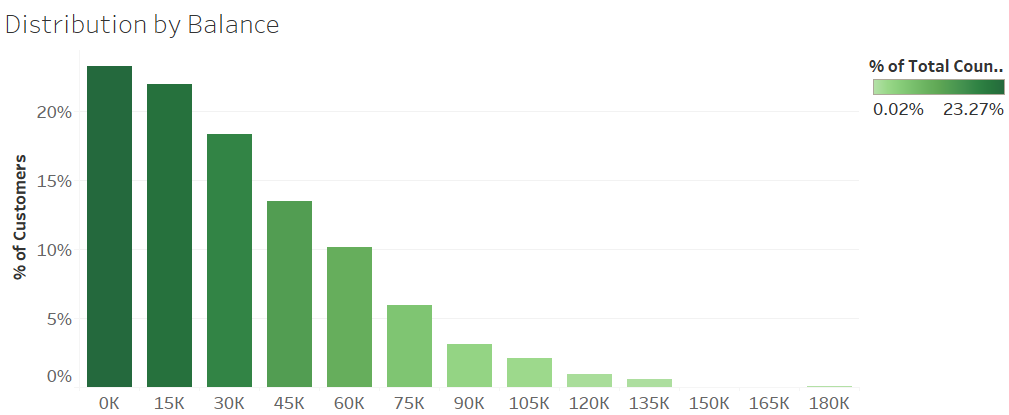 Distribution by Balance
% of Total Coun..
0.02% 23.27%
% of Customers
20%
15%
10%
5%
0%
0K 15K 30K 45K 60K 75K 90K 105K 120K 135K 150K 165K 180K